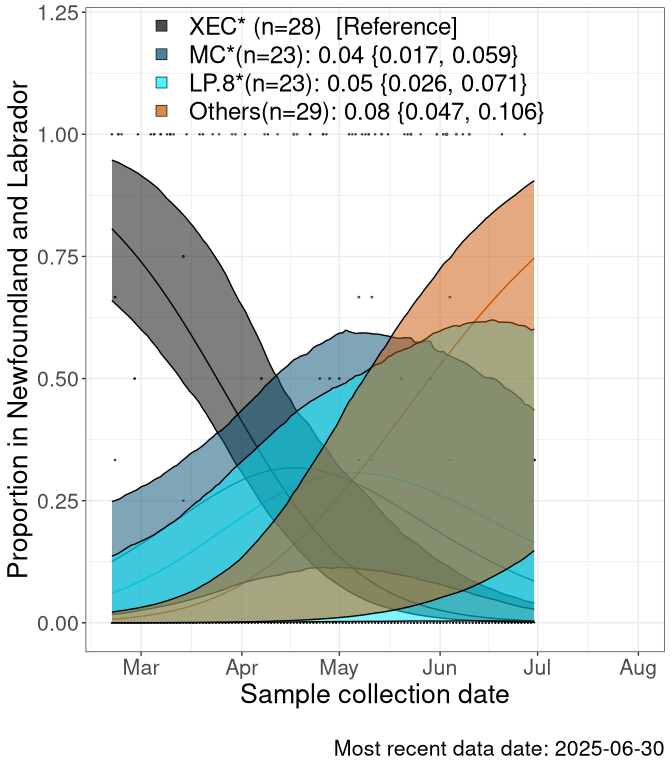 XEC* (n=28) [Reference]
MC*(n=23): 0.04 {0.017, 0.059}
LP.8*(n=23): 0.05 {0.026, 0.071}
Others(n=29): 0.08 {0.047, 0.106}
Proportion in Newfoundland and Labrador
1.25
1.00
0.75
0.50
0.25
0.00
Mar Apr May Jun Jul Aug
Sample collection date
Most recent data date: 2025-06-30